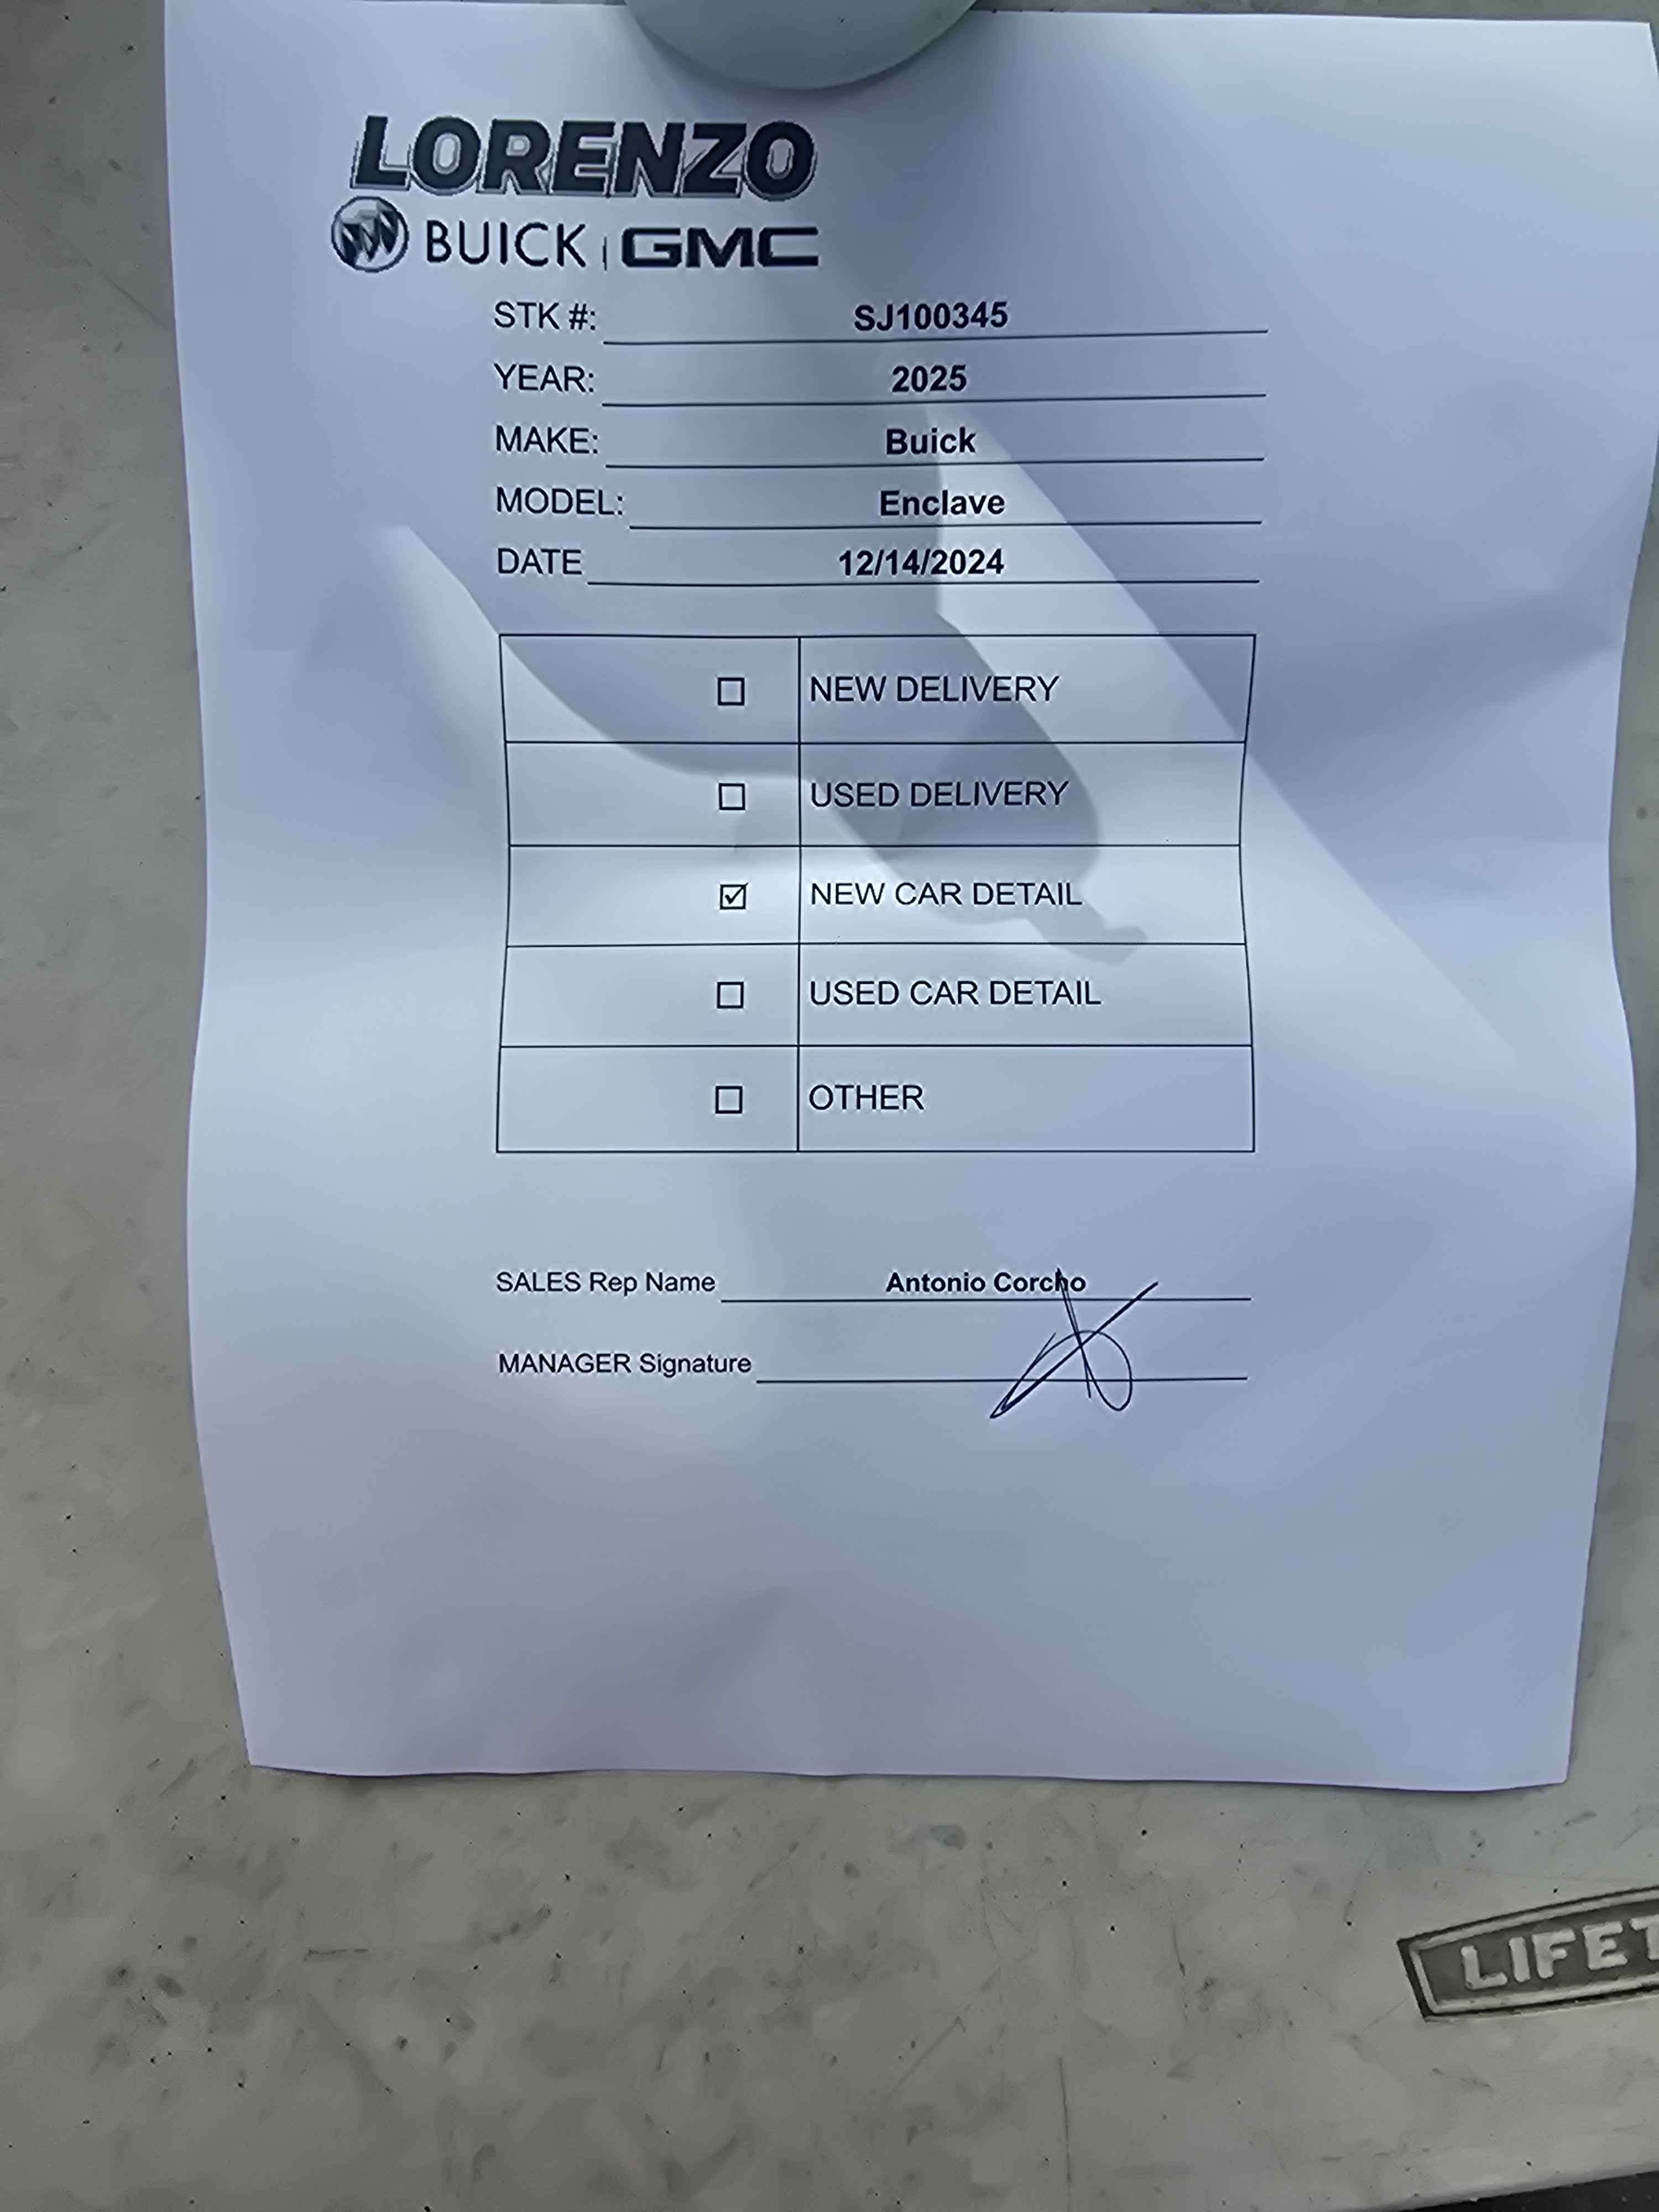 LORENZO
BUICK | GMC
STK #: SJ100345
YEAR: 2025
MAKE: Buick
MODEL: Enclave
DATE 12/14/2024
☐ NEW DELIVERY
☐ USED DELIVERY
☑ NEW CAR DETAIL
☐ USED CAR DETAIL
☐ OTHER
SALES Rep Name Antonio Corcho
MANAGER Signature
LIFET